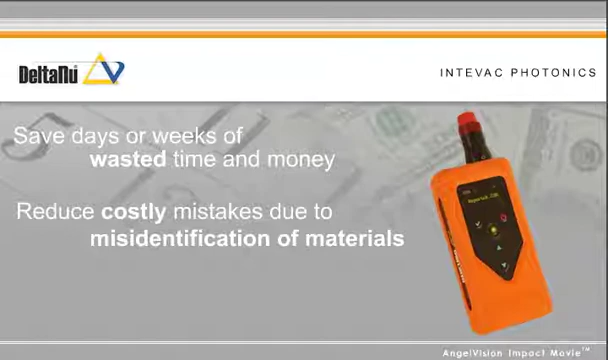 DeltaNu
INTEVAC PHOTONICS
Save days or weeks of
wasted time and money
Reduce costly mistakes due to
misidentification of materials
AngelVision Impact Movie™